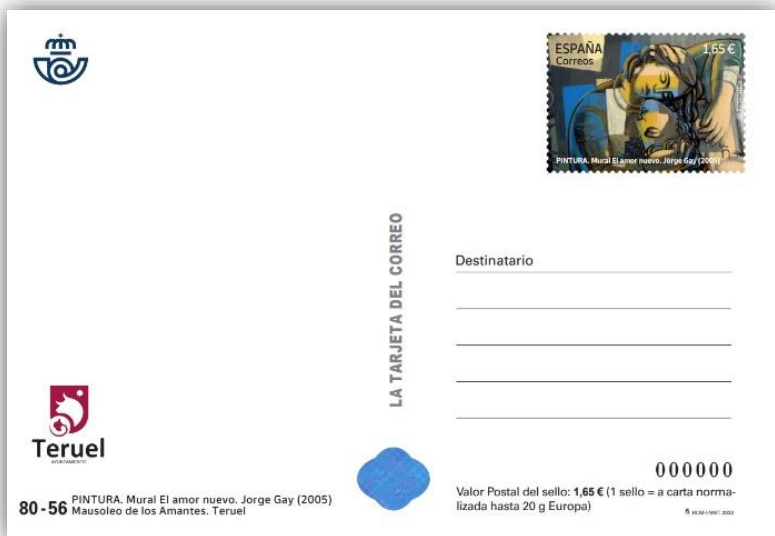 ESPAÑA
Correos
1,65 €
PINTURA. Mural El amor nuevo. Jorge Gay (2005)
LA TARJETA DEL CORREO
Destinatario
Teruel
AYUNTAMIENTO
80-56 PINTURA. Mural El amor nuevo. Jorge Gay (2005)
Mausoleo de los Amantes. Teruel
000000
Valor Postal del sello: 1,65 € (1 sello = a carta norma-
lizada hasta 20 g Europa)